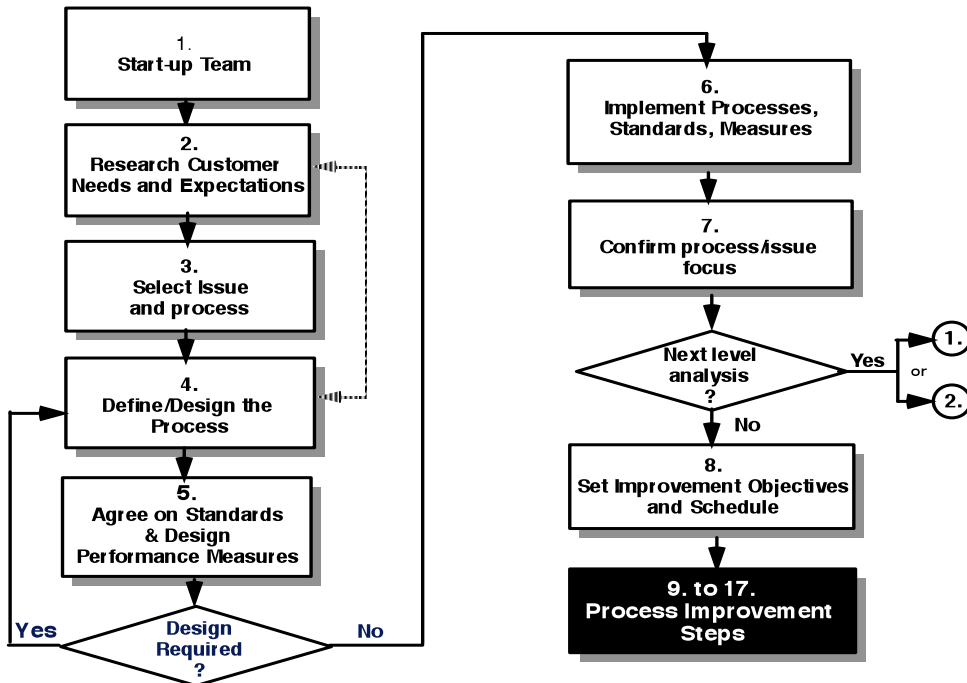 1.
Start-up Team
2.
Research Customer
Needs and Expectations
3.
Select Issue
and process
4.
Define/Design the
Process
5.
Agree on Standards
& Design
Performance Measures
Yes
Design
Required
?
No
6.
Implement Processes,
Standards, Measures
7.
Confirm process/issue
focus
Next level
analysis
?
Yes
1.
or
2.
No
8.
Set Improvement Objectives
and Schedule
9. to 17.
Process Improvement
Steps